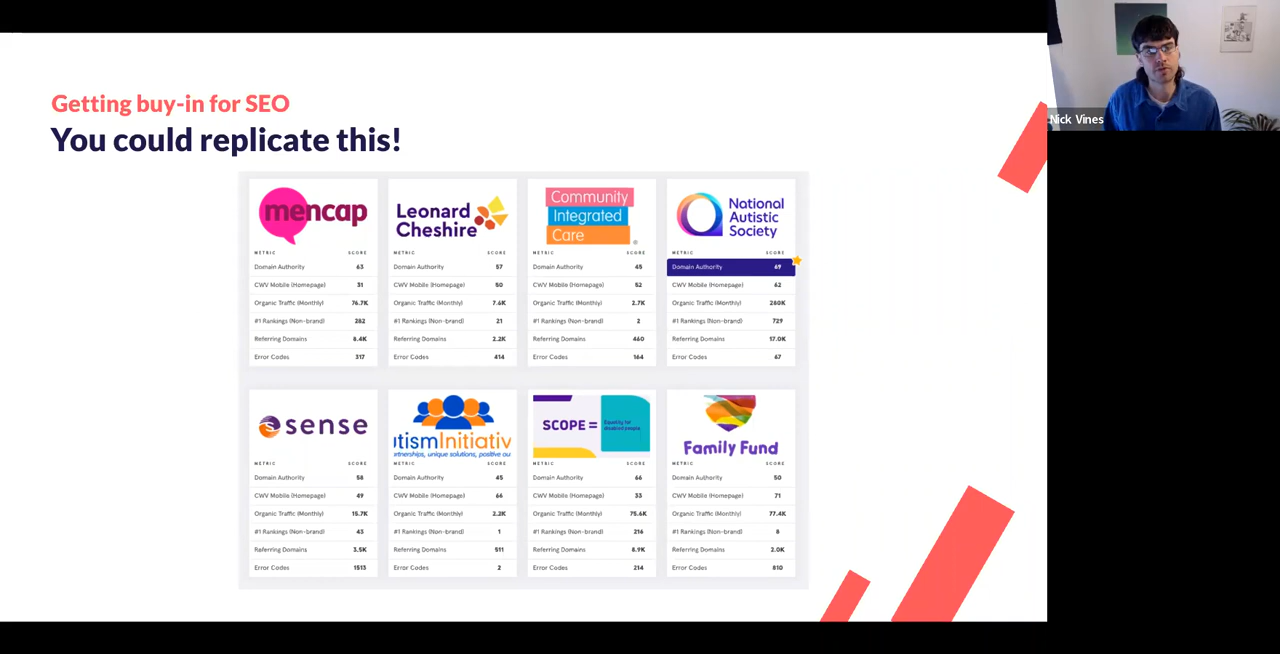 Getting buy-in for SEO
You could replicate this!
Nick Vines
mencap
METRIC SCORE
Domain Authority 63
CWV Mobile (Homepage) 31
Organic Traffic (Monthly) 76.7K
#1 Rankings (Non-brand) 282
Referring Domains 8.4K
Error Codes 317
Leonard
Cheshire
METRIC SCORE
Domain Authority 57
CWV Mobile (Homepage) 50
Organic Traffic (Monthly) 7.6K
#1 Rankings (Non-brand) 21
Referring Domains 2.2K
Error Codes 414
Community
Integrated
Care
METRIC SCORE
Domain Authority 45
CWV Mobile (Homepage) 52
Organic Traffic (Monthly) 2.7K
#1 Rankings (Non-brand) 2
Referring Domains 460
Error Codes 164
National
Autistic
Society
METRIC SCORE
Domain Authority 69
CWV Mobile (Homepage) 62
Organic Traffic (Monthly) 280K
#1 Rankings (Non-brand) 729
Referring Domains 17.0K
Error Codes 67
sense
METRIC SCORE
Domain Authority 58
CWV Mobile (Homepage) 49
Organic Traffic (Monthly) 15.7K
#1 Rankings (Non-brand) 43
Referring Domains 3.5K
Error Codes 1513
utismInitiativ
rtnerships, unique solutions, positive ou
METRIC SCORE
Domain Authority 45
CWV Mobile (Homepage) 66
Organic Traffic (Monthly) 2.2K
#1 Rankings (Non-brand) 1
Referring Domains 511
Error Codes 2
SCOPE =
Equality for
disabled people
METRIC SCORE
Domain Authority 66
CWV Mobile (Homepage) 33
Organic Traffic (Monthly) 75.6K
#1 Rankings (Non-brand) 216
Referring Domains 8.9K
Error Codes 214
Family Fund
METRIC SCORE
Domain Authority 50
CWV Mobile (Homepage) 71
Organic Traffic (Monthly) 77.4K
#1 Rankings (Non-brand) 8
Referring Domains 2.0K
Error Codes 810